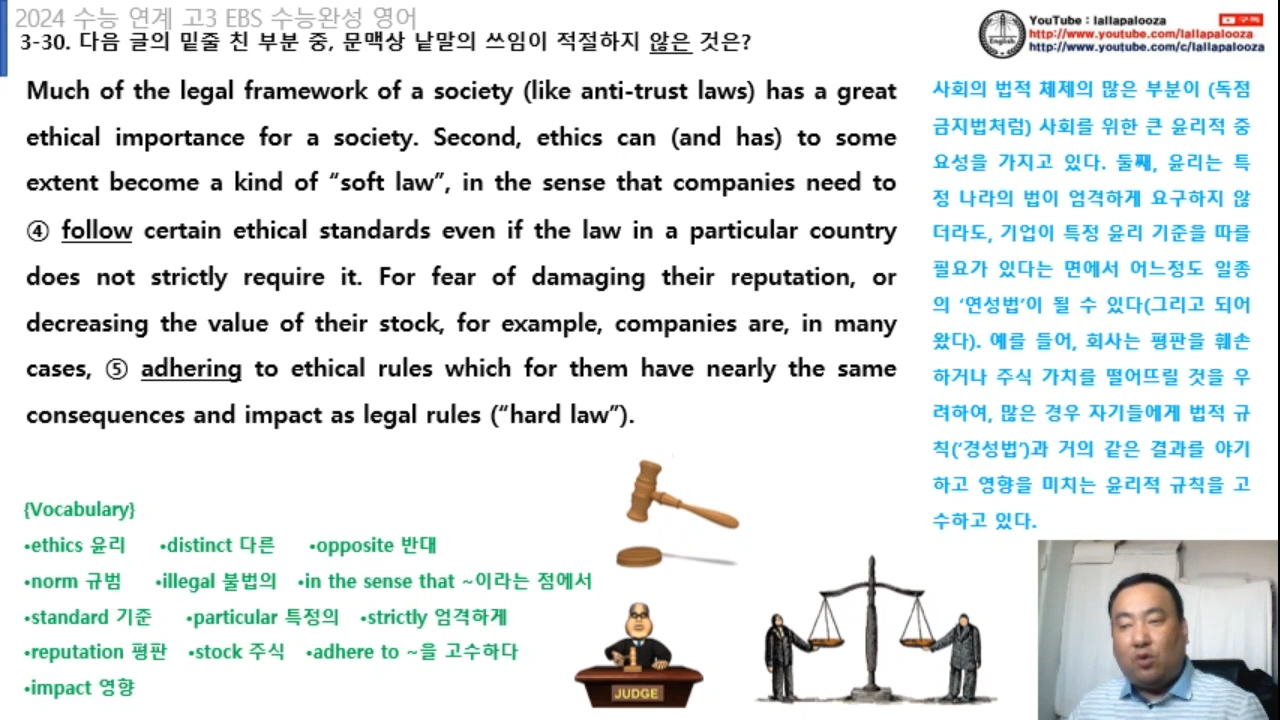 2024 수능 연계 고3 EBS 수능완성 영어
3-30. 다음 글의 밑줄 친 부분 중, 문맥상 낱말의 쓰임이 적절하지 않은 것은?
YouTube : lallapalooza
구독
http://www.youtube.com/lallapalooza
http://www.youtube.com/c/lallapalooza
English
Much of the legal framework of a society (like anti-trust laws) has a great
ethical importance for a society. Second, ethics can (and has) to some
extent become a kind of “soft law”, in the sense that companies need to
④ follow certain ethical standards even if the law in a particular country
does not strictly require it. For fear of damaging their reputation, or
decreasing the value of their stock, for example, companies are, in many
cases, ⑤ adhering to ethical rules which for them have nearly the same
consequences and impact as legal rules (“hard law”).
사회의 법적 체제의 많은 부분이 (독점
금지법처럼) 사회를 위한 큰 윤리적 중
요성을 가지고 있다. 둘째, 윤리는 특
정 나라의 법이 엄격하게 요구하지 않
더라도, 기업이 특정 윤리 기준을 따를
필요가 있다는 면에서 어느정도 일종
의 ‘연성법’이 될 수 있다(그리고 되어
왔다). 예를 들어, 회사는 평판을 훼손
하거나 주식 가치를 떨어뜨릴 것을 우
려하여, 많은 경우 자기들에게 법적 규
칙(‘경성법’)과 거의 같은 결과를 야기
하고 영향을 미치는 윤리적 규칙을 고
수하고 있다.
{Vocabulary}
•ethics 윤리 •distinct 다른 •opposite 반대
•norm 규범 •illegal 불법의 •in the sense that ~이라는 점에서
•standard 기준 •particular 특정의 •strictly 엄격하게
•reputation 평판 •stock 주식 •adhere to ~을 고수하다
•impact 영향
JUDGE